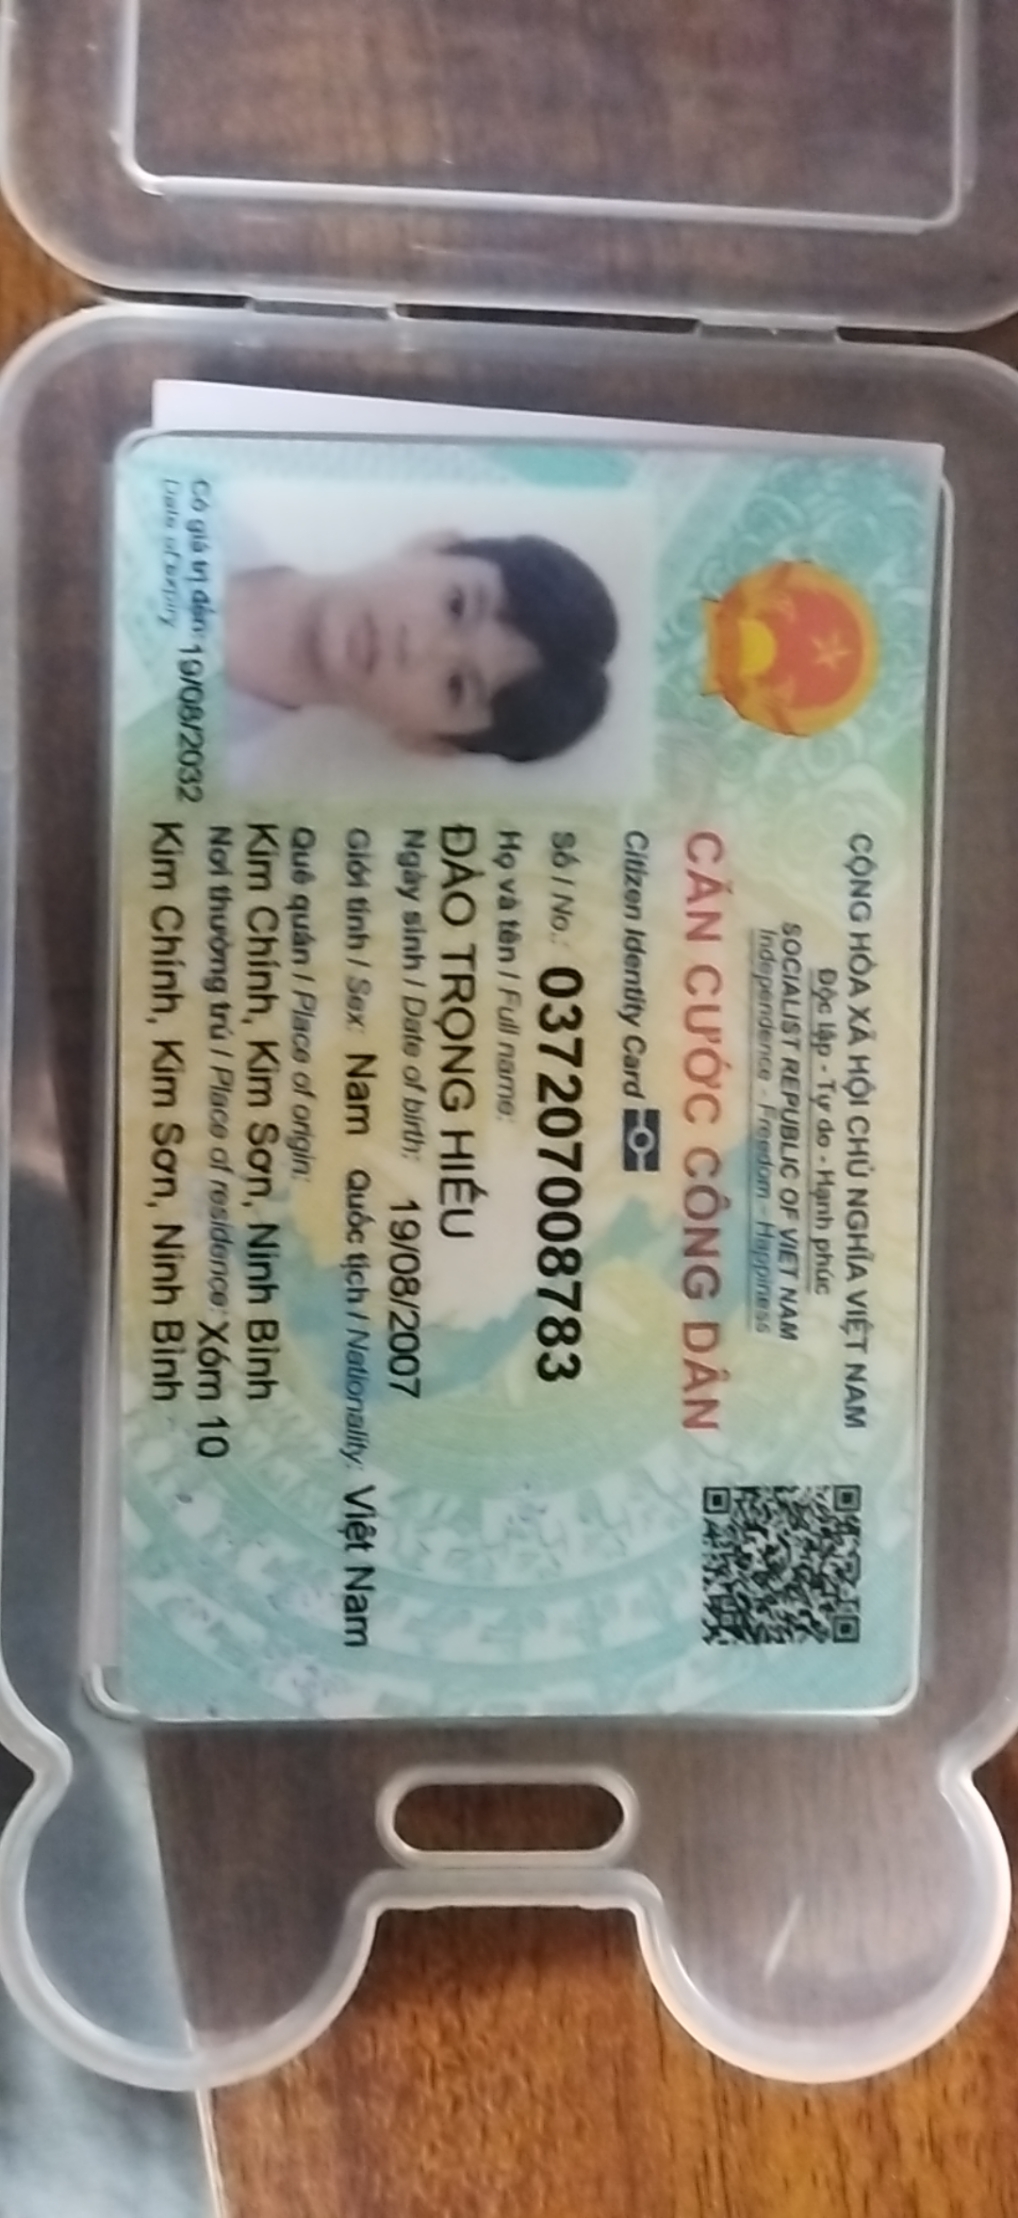 CỘNG HÒA XÃ HỘI CHỦ NGHĨA VIỆT NAM
Độc lập - Tự do - Hạnh phúc
SOCIALIST REPUBLIC OF VIET NAM
Independence - Freedom - Happiness
CĂN CƯỚC CÔNG DÂN
Citizen Identity Card
Số / No.: 037207008783
Họ và tên / Full name:
ĐÀO TRỌNG HIẾU
Ngày sinh / Date of birth: 19/08/2007
Giới tính / Sex: Nam Quốc tịch / Nationality: Việt Nam
Quê quán / Place of origin:
Kim Chính, Kim Sơn, Ninh Bình
Nơi thường trú / Place of residence: Xóm 10
Kim Chính, Kim Sơn, Ninh Bình
Có giá trị đến: 19/08/2032
Date of expiry